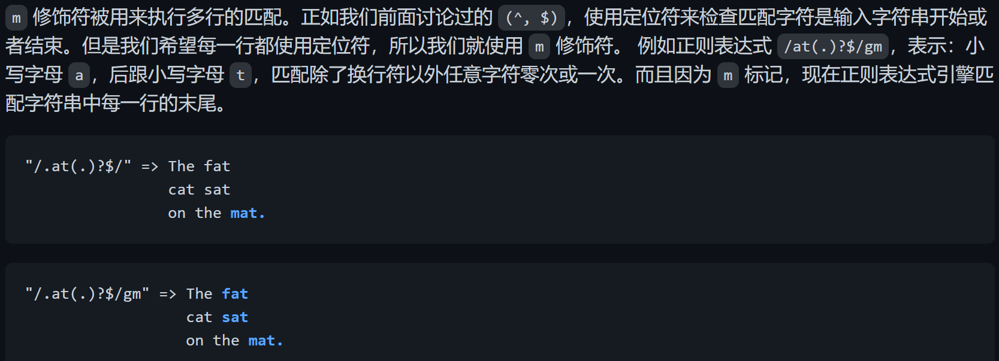 m 修饰符被用来执行多行的匹配。正如我们前面讨论过的 (^, $)，使用定位符来检查匹配字符是输入字符串开始或
者结束。但是我们希望每一行都使用定位符，所以我们就使用 m 修饰符。 例如正则表达式 /at(.)?$/gm，表示：小
写字母 a，后跟小写字母 t，匹配除了换行符以外任意字符零次或一次。而且因为 m 标记，现在正则表达式引擎匹
配字符串中每一行的末尾。
"/.at(.)?$/" => The fat
cat sat
on the mat.
"/.at(.)?$/gm" => The fat
cat sat
on the mat.